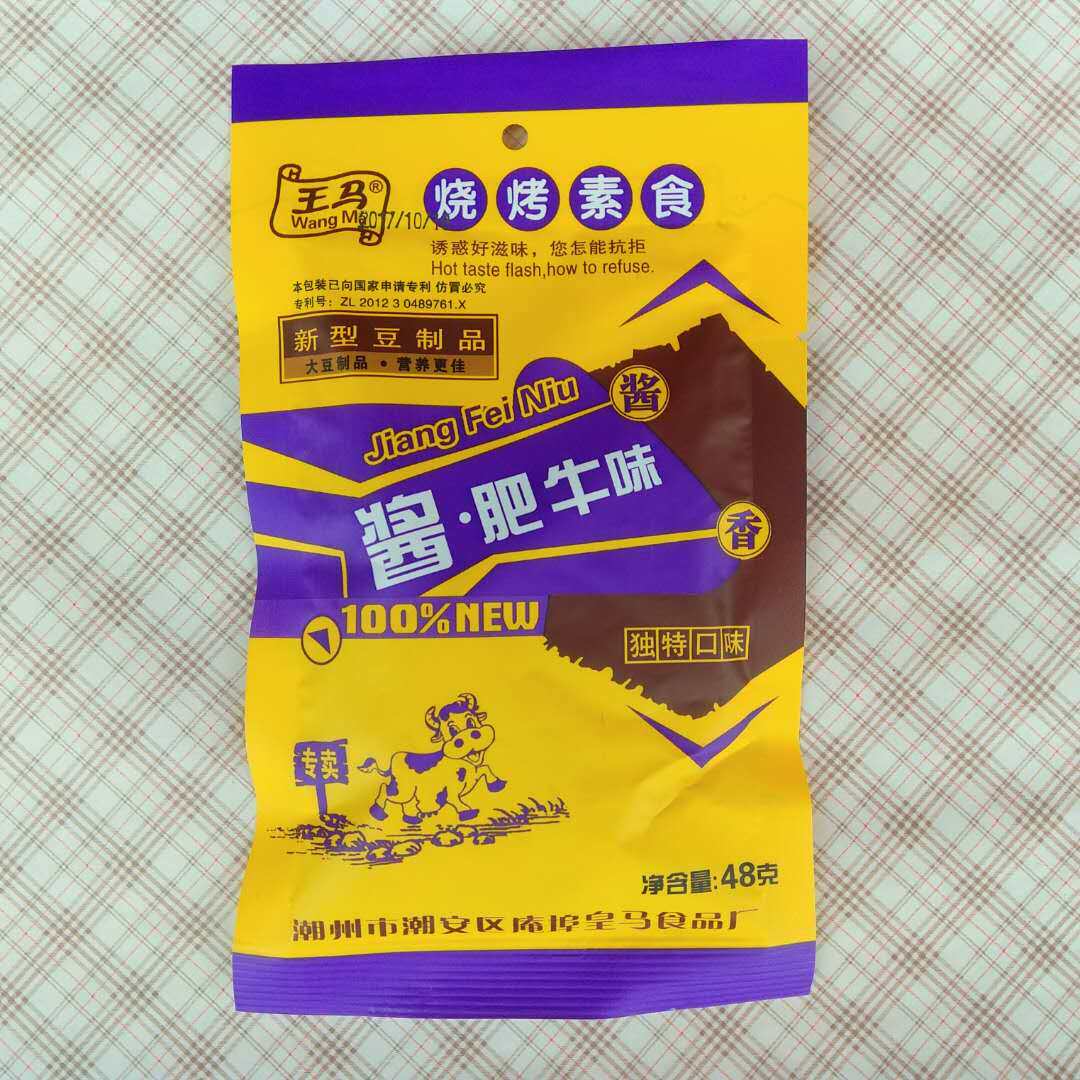 王马®
Wang Ma
2017/10/1
烧烤素食
诱惑好滋味，您怎能抗拒
Hot taste flash,how to refuse.
本包装已向国家申请专利 仿冒必究
专利号：ZL 2012 3 0489761.X
新型豆制品
大豆制品·营养更佳
Jiang Fei Niu
酱
酱·肥牛味
香
100%NEW
独特口味
专卖
净含量:48克
潮州市潮安区庵埠皇马食品厂